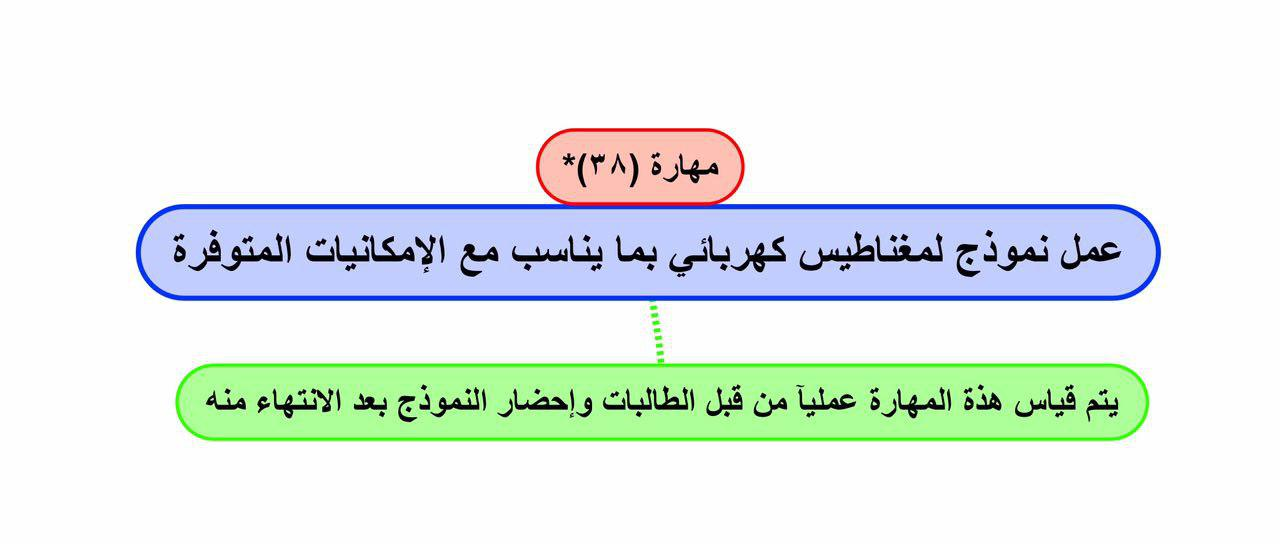 مهارة (٣٨)*
عمل نموذج لمغناطيس كهربائي بما يناسب مع الإمكانيات المتوفرة
يتم قياس هذة المهارة عمليآ من قبل الطالبات وإحضار النموذج بعد الانتهاء منه